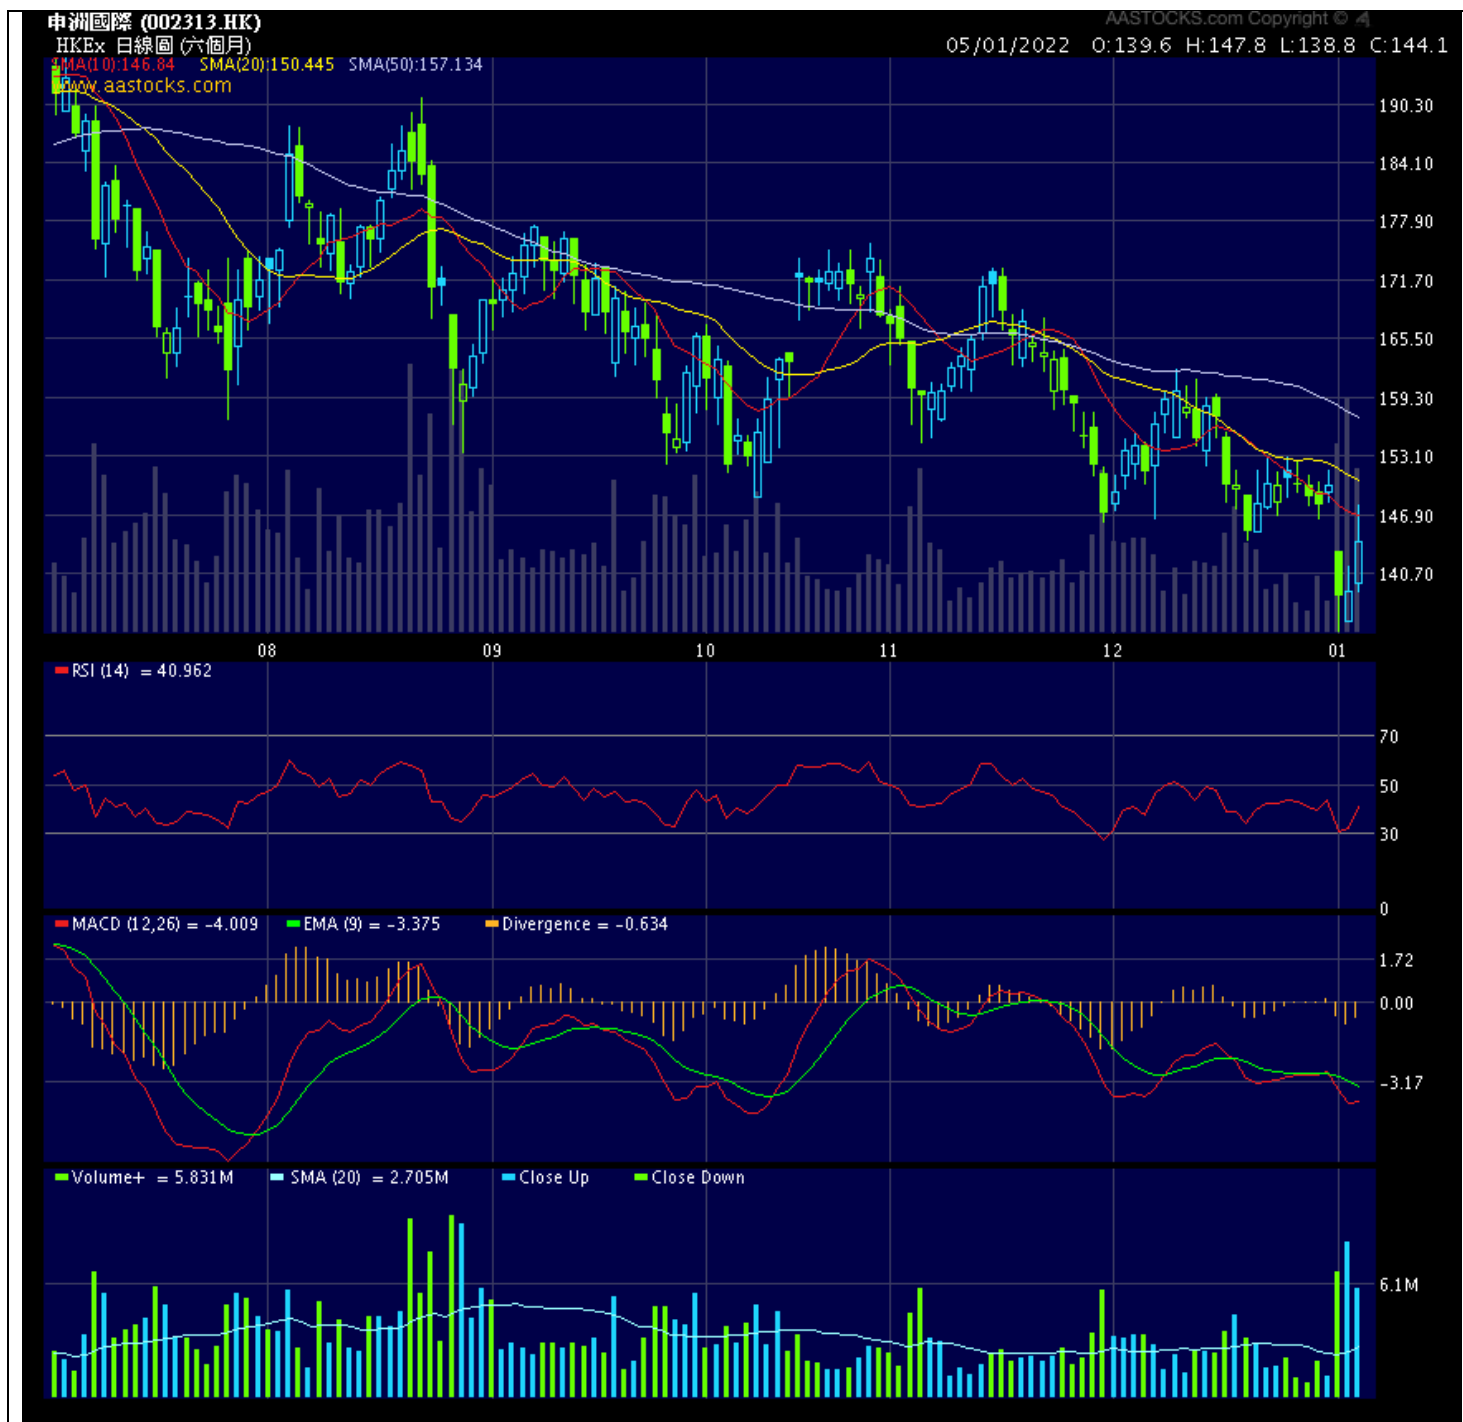 申洲國際 (002313.HK)
AASTOCKS.com Copyright ©
HKEx 日線圖 (六個月)
05/01/2022 O:139.6 H:147.8 L:138.8 C:144.1
SMA(10):146.84 SMA(20):150.445 SMA(50):157.134
www.aastocks.com
190.30
184.10
177.90
171.70
165.50
159.30
153.10
146.90
140.70
08 09 10 11 12 01
RSI (14) = 40.962
70
50
30
0
MACD (12,26) = -4.009 EMA (9) = -3.375 Divergence = -0.634
1.72
0.00
-3.17
Volume+ = 5.831M SMA (20) = 2.705M Close Up Close Down
6.1M